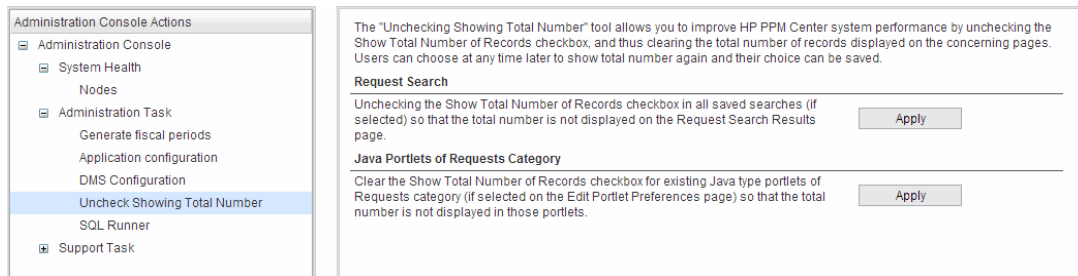 Administration Console Actions
Administration Console
System Health
Nodes
Administration Task
Generate fiscal periods
Application configuration
DMS Configuration
Uncheck Showing Total Number
SQL Runner
Support Task
The "Unchecking Showing Total Number" tool allows you to improve HP PPM Center system performance by unchecking the
Show Total Number of Records checkbox, and thus clearing the total number of records displayed on the concerning pages.
Users can choose at any time later to show total number again and their choice can be saved.
Request Search
Unchecking the Show Total Number of Records checkbox in all saved searches (if
selected) so that the total number is not displayed on the Request Search Results
page.
Apply
Java Portlets of Requests Category
Clear the Show Total Number of Records checkbox for existing Java type portlets of
Requests category (if selected on the Edit Portlet Preferences page) so that the total
number is not displayed in those portlets.
Apply